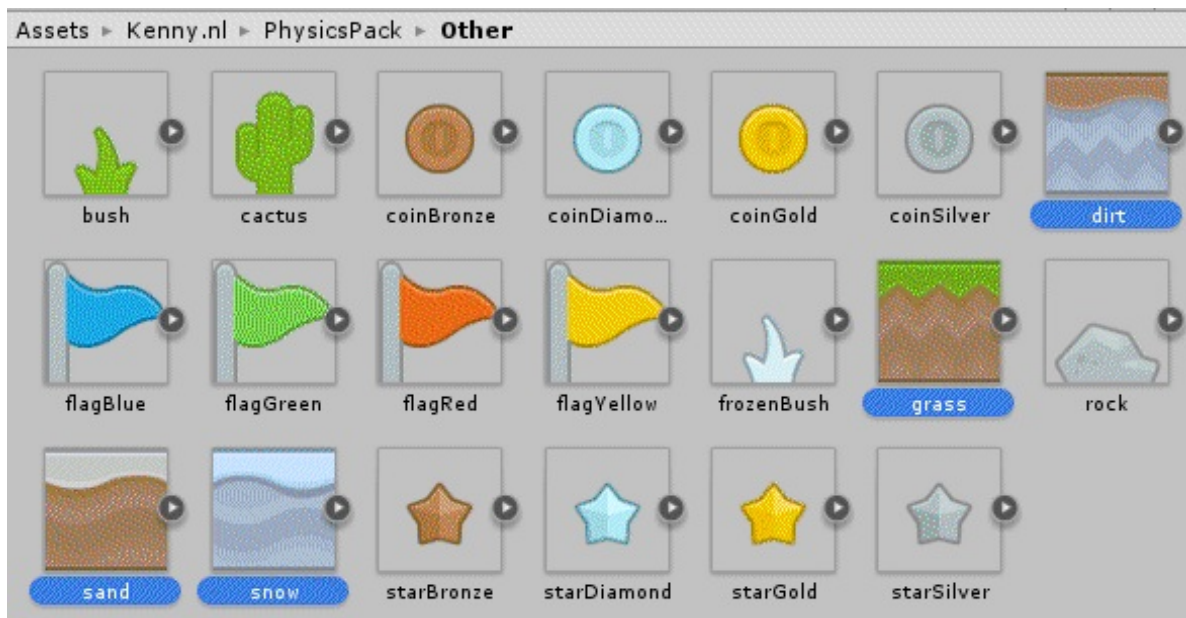 Assets ▸ Kenny.nl ▸ PhysicsPack ▸ Other
bush cactus coinBronze coinDiamo... coinGold coinSilver dirt
flagBlue flagGreen flagRed flagYellow frozenBush grass rock
sand snow starBronze starDiamond starGold starSilver